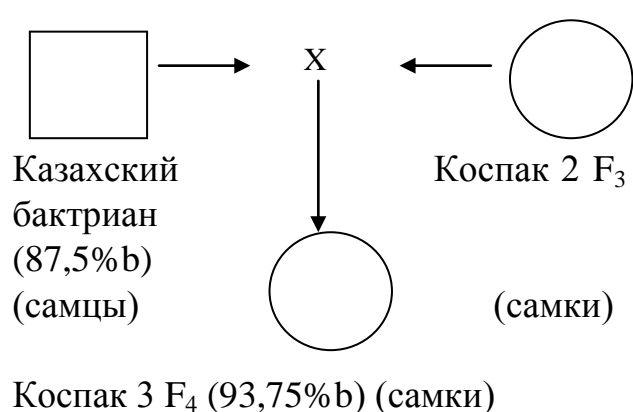 X
Казахский бактриан (87,5%b) (самцы)
Коспак 2 F₃ (самки)
Коспак 3 F₄ (93,75%b) (самки)